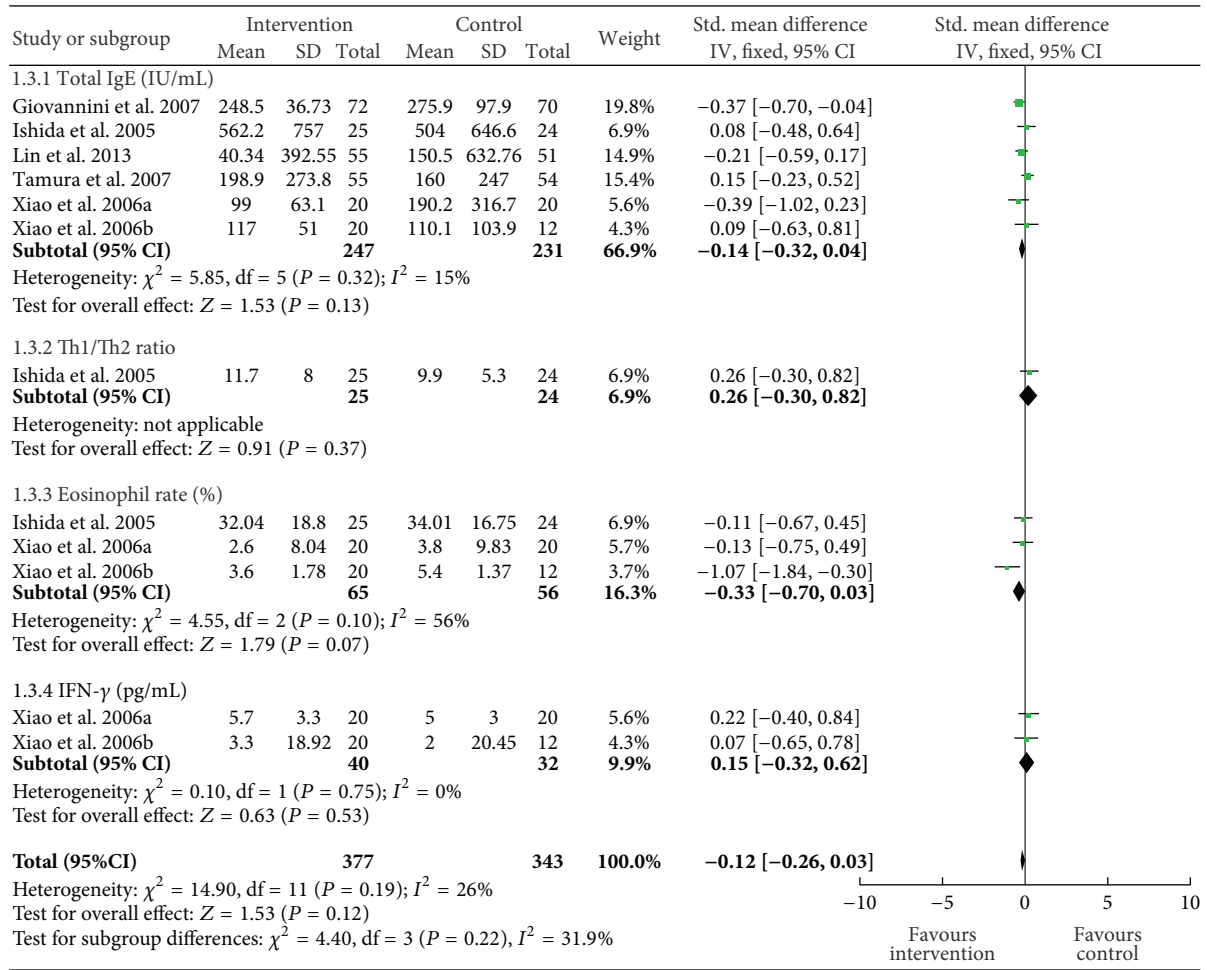 Study or subgroup Intervention Control Weight Std. mean difference Std. mean difference
Mean SD Total Mean SD Total IV, fixed, 95% CI IV, fixed, 95% CI
1.3.1 Total IgE (IU/mL)
Giovannini et al. 2007 248.5 36.73 72 275.9 97.9 70 19.8% −0.37 [−0.70, −0.04]
Ishida et al. 2005 562.2 757 25 504 646.6 24 6.9% 0.08 [−0.48, 0.64]
Lin et al. 2013 40.34 392.55 55 150.5 632.76 51 14.9% −0.21 [−0.59, 0.17]
Tamura et al. 2007 198.9 273.8 55 160 247 54 15.4% 0.15 [−0.23, 0.52]
Xiao et al. 2006a 99 63.1 20 190.2 316.7 20 5.6% −0.39 [−1.02, 0.23]
Xiao et al. 2006b 117 51 20 110.1 103.9 12 4.3% 0.09 [−0.63, 0.81]
Subtotal (95% CI) 247 231 66.9% −0.14 [−0.32, 0.04]
Heterogeneity: χ² = 5.85, df = 5 (P = 0.32); I² = 15%
Test for overall effect: Z = 1.53 (P = 0.13)
1.3.2 Th1/Th2 ratio
Ishida et al. 2005 11.7 8 25 9.9 5.3 24 6.9% 0.26 [−0.30, 0.82]
Subtotal (95% CI) 25 24 6.9% 0.26 [−0.30, 0.82]
Heterogeneity: not applicable
Test for overall effect: Z = 0.91 (P = 0.37)
1.3.3 Eosinophil rate (%)
Ishida et al. 2005 32.04 18.8 25 34.01 16.75 24 6.9% −0.11 [−0.67, 0.45]
Xiao et al. 2006a 2.6 8.04 20 3.8 9.83 20 5.7% −0.13 [−0.75, 0.49]
Xiao et al. 2006b 3.6 1.78 20 5.4 1.37 12 3.7% −1.07 [−1.84, −0.30]
Subtotal (95% CI) 65 56 16.3% −0.33 [−0.70, 0.03]
Heterogeneity: χ² = 4.55, df = 2 (P = 0.10); I² = 56%
Test for overall effect: Z = 1.79 (P = 0.07)
1.3.4 IFN-γ (pg/mL)
Xiao et al. 2006a 5.7 3.3 20 5 3 20 5.6% 0.22 [−0.40, 0.84]
Xiao et al. 2006b 3.3 18.92 20 2 20.45 12 4.3% 0.07 [−0.65, 0.78]
Subtotal (95% CI) 40 32 9.9% 0.15 [−0.32, 0.62]
Heterogeneity: χ² = 0.10, df = 1 (P = 0.75); I² = 0%
Test for overall effect: Z = 0.63 (P = 0.53)
Total (95%CI) 377 343 100.0% −0.12 [−0.26, 0.03]
Heterogeneity: χ² = 14.90, df = 11 (P = 0.19); I² = 26%
Test for overall effect: Z = 1.53 (P = 0.12)
Test for subgroup differences: χ² = 4.40, df = 3 (P = 0.22), I² = 31.9%
−10 −5 0 5 10
Favours intervention
Favours control